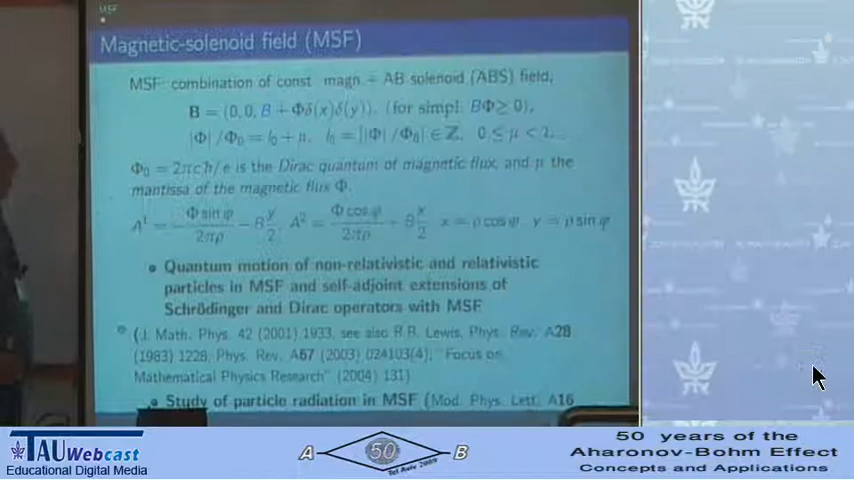 MSF
Magnetic-solenoid field (MSF)
MSF- combination of const magn + AB solenoid (ABS) field,
B = (0, 0, B + Φδ(x)δ(y)), (for simpl. BΦ ≥ 0),
|Φ| /Φ₀ = l₀ + μ, l₀ = [|Φ| /Φ₀] ∈ ℤ, 0 ≤ μ < 1,
Φ₀ = 2πcħ/e is the Dirac quantum of magnetic flux, and μ the
mantissa of the magnetic flux Φ.
A¹ = −Φ sin φ/2πρ − B y/2, A² = Φ cos φ/2πρ + B x/2, x = ρ cos φ, y = ρ sin φ
Quantum motion of non-relativistic and relativistic
particles in MSF and self-adjoint extensions of
Schrödinger and Dirac operators with MSF
(J. Math. Phys. 42 (2001) 1933, see also R.R. Lewis, Phys. Rev. A28
(1983) 1228, Phys. Rev. A67 (2003) 024103(4), "Focus on
Mathematical Physics Research" (2004) 131)
Study of particle radiation in MSF (Mod. Phys. Lett. A16
TAUWebcast
Educational Digital Media
A 50 B
Tel Aviv 2009
50 years of the
Aharonov-Bohm Effect
Concepts and Applications